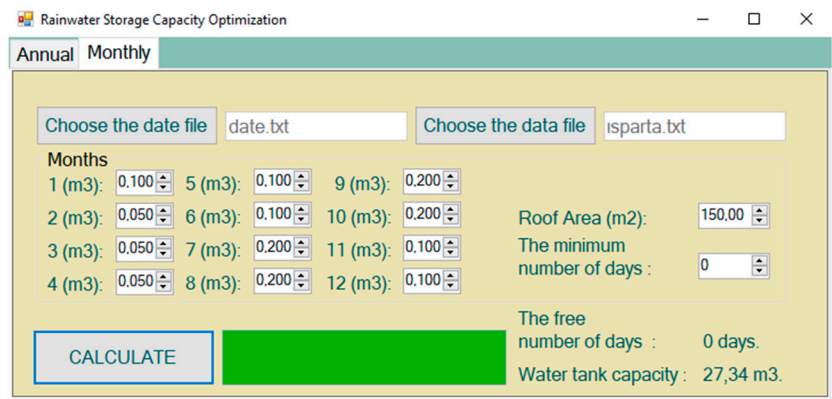 Rainwater Storage Capacity Optimization
Annual Monthly
Choose the date file date.txt Choose the data file ısparta.txt
Months
1 (m3): 0,100 5 (m3): 0,100 9 (m3): 0,200
2 (m3): 0,050 6 (m3): 0,100 10 (m3): 0,200 Roof Area (m2): 150,00
3 (m3): 0,050 7 (m3): 0,200 11 (m3): 0,100 The minimum
4 (m3): 0,050 8 (m3): 0,200 12 (m3): 0,100 number of days : 0
The free
number of days : 0 days.
CALCULATE
Water tank capacity : 27,34 m3.